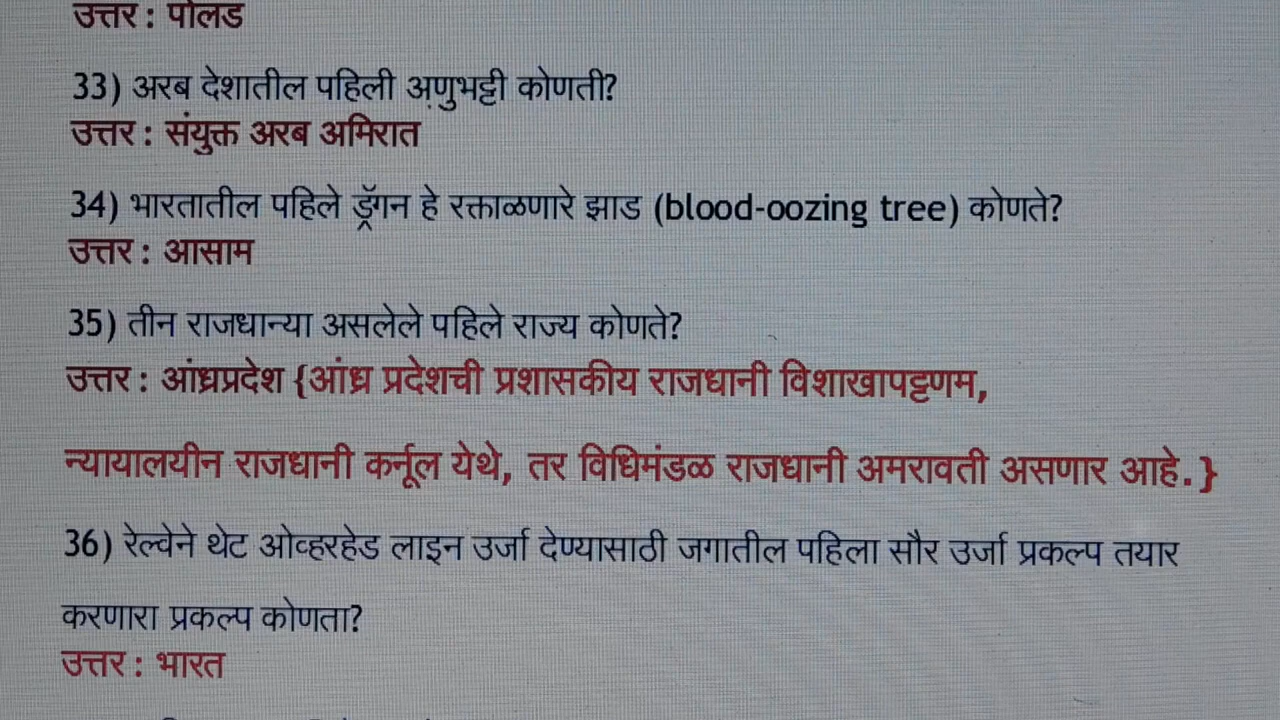 उत्तर : पोलंड
33) अरब देशातील पहिली अणुभट्टी कोणती?
उत्तर : संयुक्त अरब अमिरात
34) भारतातील पहिले ड्रॅगन हे रक्ताळणारे झाड (blood-oozing tree) कोणते?
उत्तर : आसाम
35) तीन राजधान्या असलेले पहिले राज्य कोणते?
उत्तर : आंध्रप्रदेश {आंध्र प्रदेशची प्रशासकीय राजधानी विशाखापट्टणम,
न्यायालयीन राजधानी कर्नूल येथे, तर विधिमंडळ राजधानी अमरावती असणार आहे.}
36) रेल्वेने थेट ओव्हरहेड लाइन उर्जा देण्यासाठी जगातील पहिला सौर उर्जा प्रकल्प तयार
करणारा प्रकल्प कोणता?
उत्तर : भारत